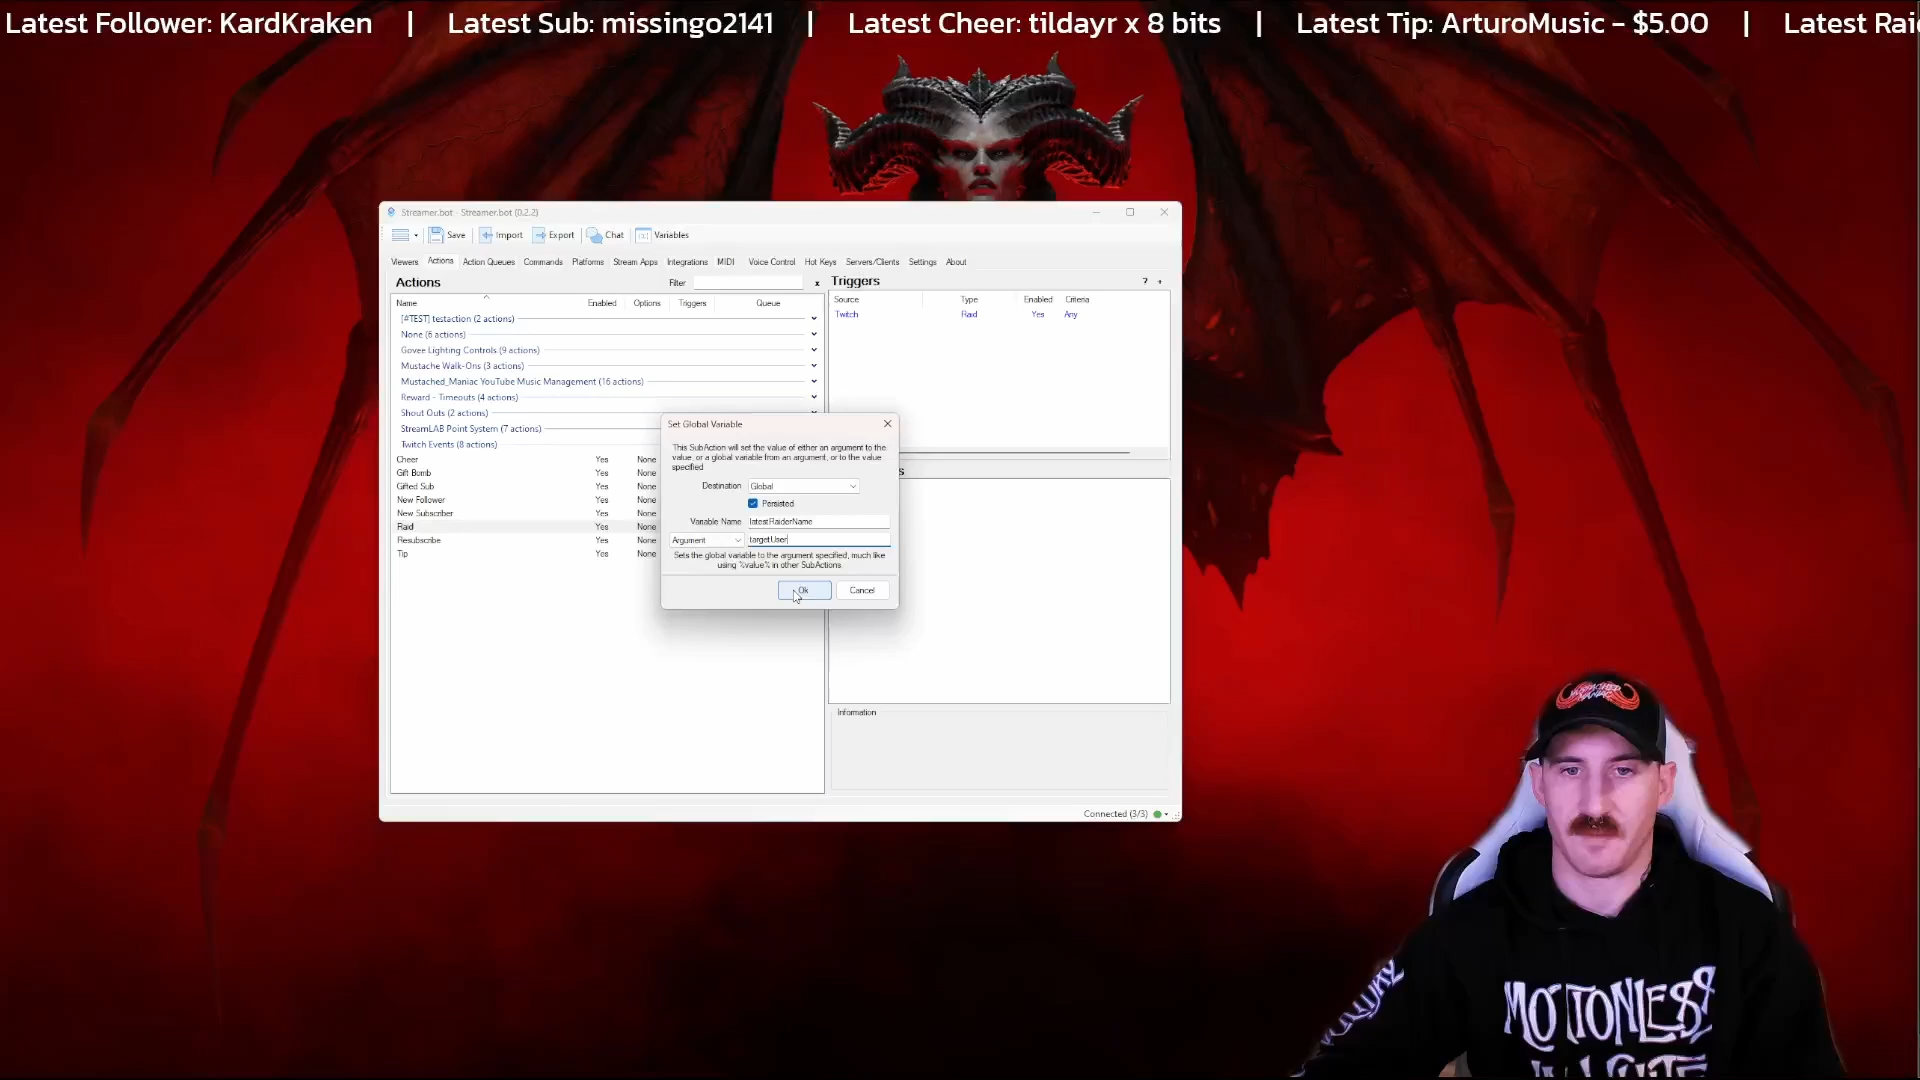 Latest Follower: KardKraken | Latest Sub: missingo2141 | Latest Cheer: tildayr x 8 bits | Latest Tip: ArturoMusic - $5.00 | Latest Raid
Streamer.bot - Streamer.bot (0.2.2)
Save Import Export Chat Variables
Viewers Actions Action Queues Commands Platforms Stream Apps Integrations MIDI Voice Control Hot Keys Servers/Clients Settings About
Actions
Filter
x
Name Enabled Options Triggers Queue
[#TEST] testaction (2 actions)
None (6 actions)
Govee Lighting Controls (9 actions)
Mustache Walk-Ons (3 actions)
Mustached_Maniac YouTube Music Management (16 actions)
Reward - Timeouts (4 actions)
Shout Outs (2 actions)
StreamLAB Point System (7 actions)
Twitch Events (8 actions)
Cheer Yes None
Gift Bomb Yes None
Gifted Sub Yes None
New Follower Yes None
New Subscriber Yes None
Raid Yes None
Resubscribe Yes None
Tip Yes None
Triggers
? +
Source Type Enabled Criteria
Twitch Raid Yes Any
s
Information
Connected (3/3)
Set Global Variable
This SubAction will set the value of either an argument to the
value, or a global variable from an argument, or to the value
specified
Destination Global
Persisted
Variable Name latestRaiderName
Argument targetUser
Sets the global variable to the argument specified, much like
using %value% in other SubActions.
Ok Cancel
MUSTACHED
MANIAC
MOTIONLESS